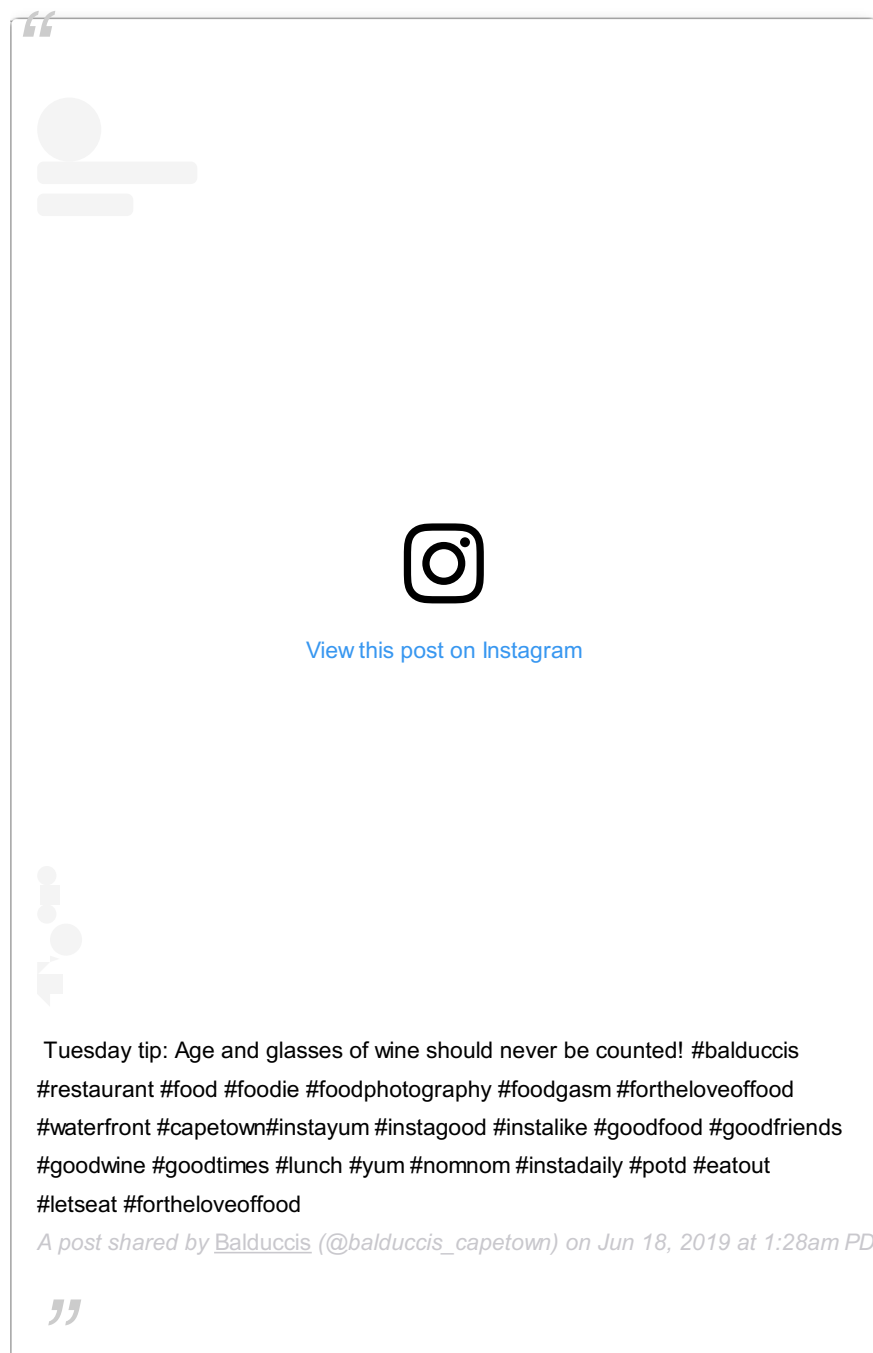 “
View this post on Instagram
Tuesday tip: Age and glasses of wine should never be counted! #balduccis
#restaurant #food #foodie #foodphotography #foodgasm #fortheloveoffood
#waterfront #capetown#instayum #instagood #instalike #goodfood #goodfriends
#goodwine #goodtimes #lunch #yum #nomnom #instadaily #potd #eatout
#letseat #fortheloveoffood
A post shared by Balduccis (@balduccis_capetown) on Jun 18, 2019 at 1:28am PD
”